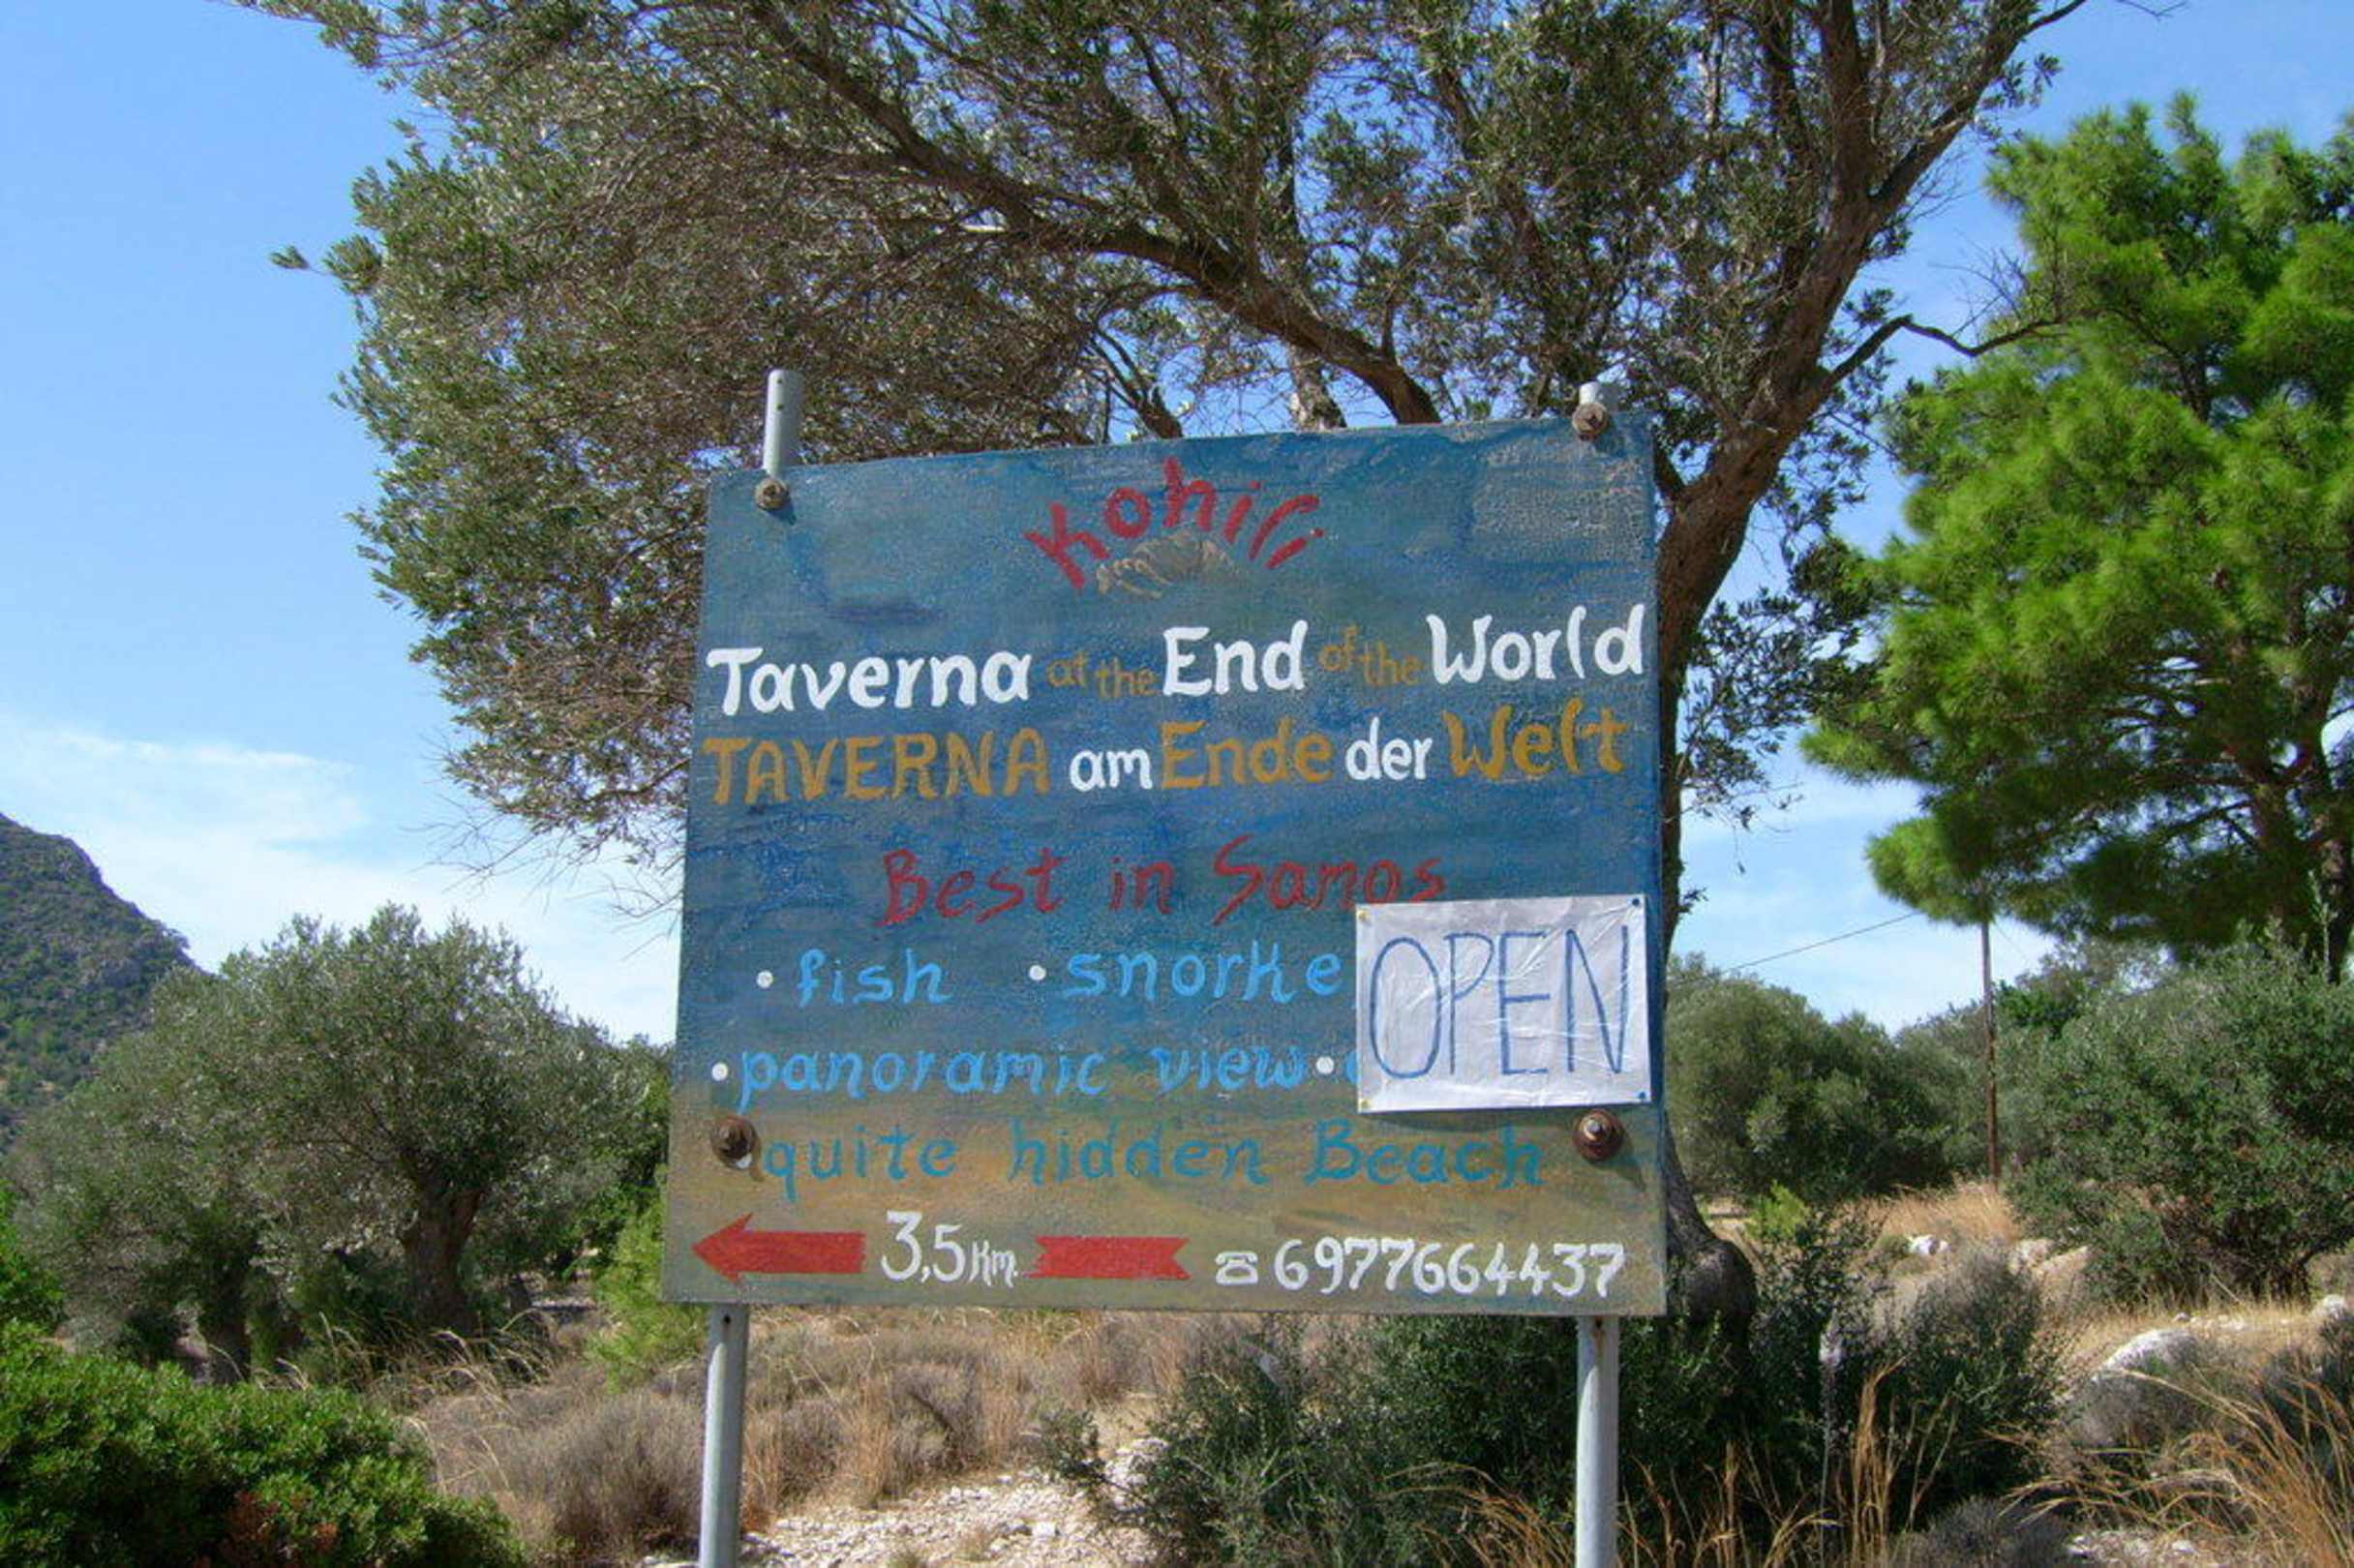 Kohili
Taverna at the End of the World
TAVERNA am Ende der Welt
Best in Samos
• fish • snorke
OPEN
• panoramic view •
• quite hidden Beach
3,5 Km. ☎ 6977664437